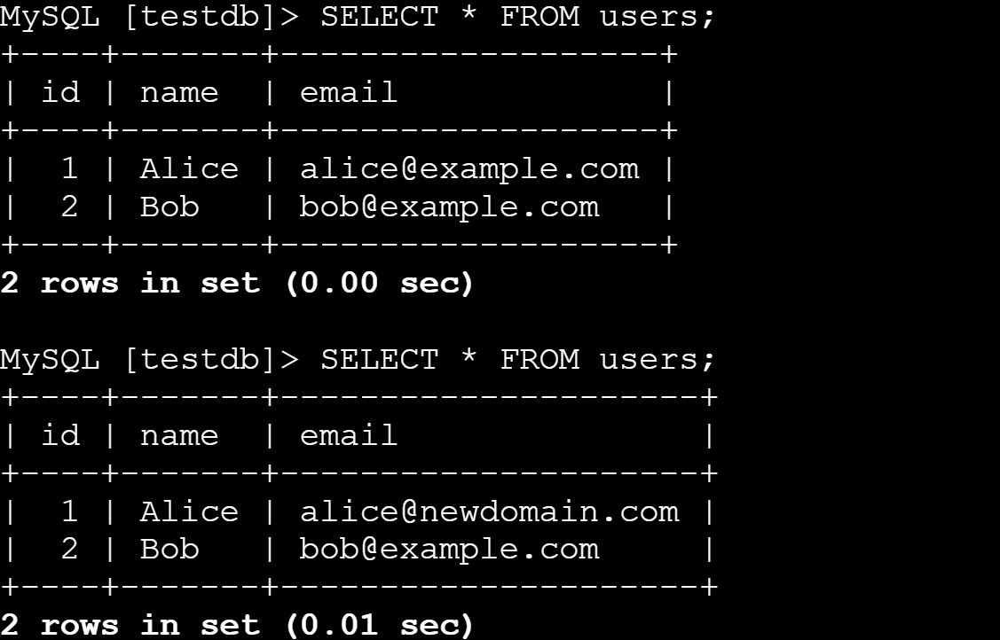 MySQL [testdb]> SELECT * FROM users;
+----+-------+-------------------+
| id | name  | email             |
+----+-------+-------------------+
|  1 | Alice | alice@example.com |
|  2 | Bob   | bob@example.com   |
+----+-------+-------------------+
2 rows in set (0.00 sec)

MySQL [testdb]> SELECT * FROM users;
+----+-------+---------------------+
| id | name  | email               |
+----+-------+---------------------+
|  1 | Alice | alice@newdomain.com |
|  2 | Bob   | bob@example.com     |
+----+-------+---------------------+
2 rows in set (0.01 sec)